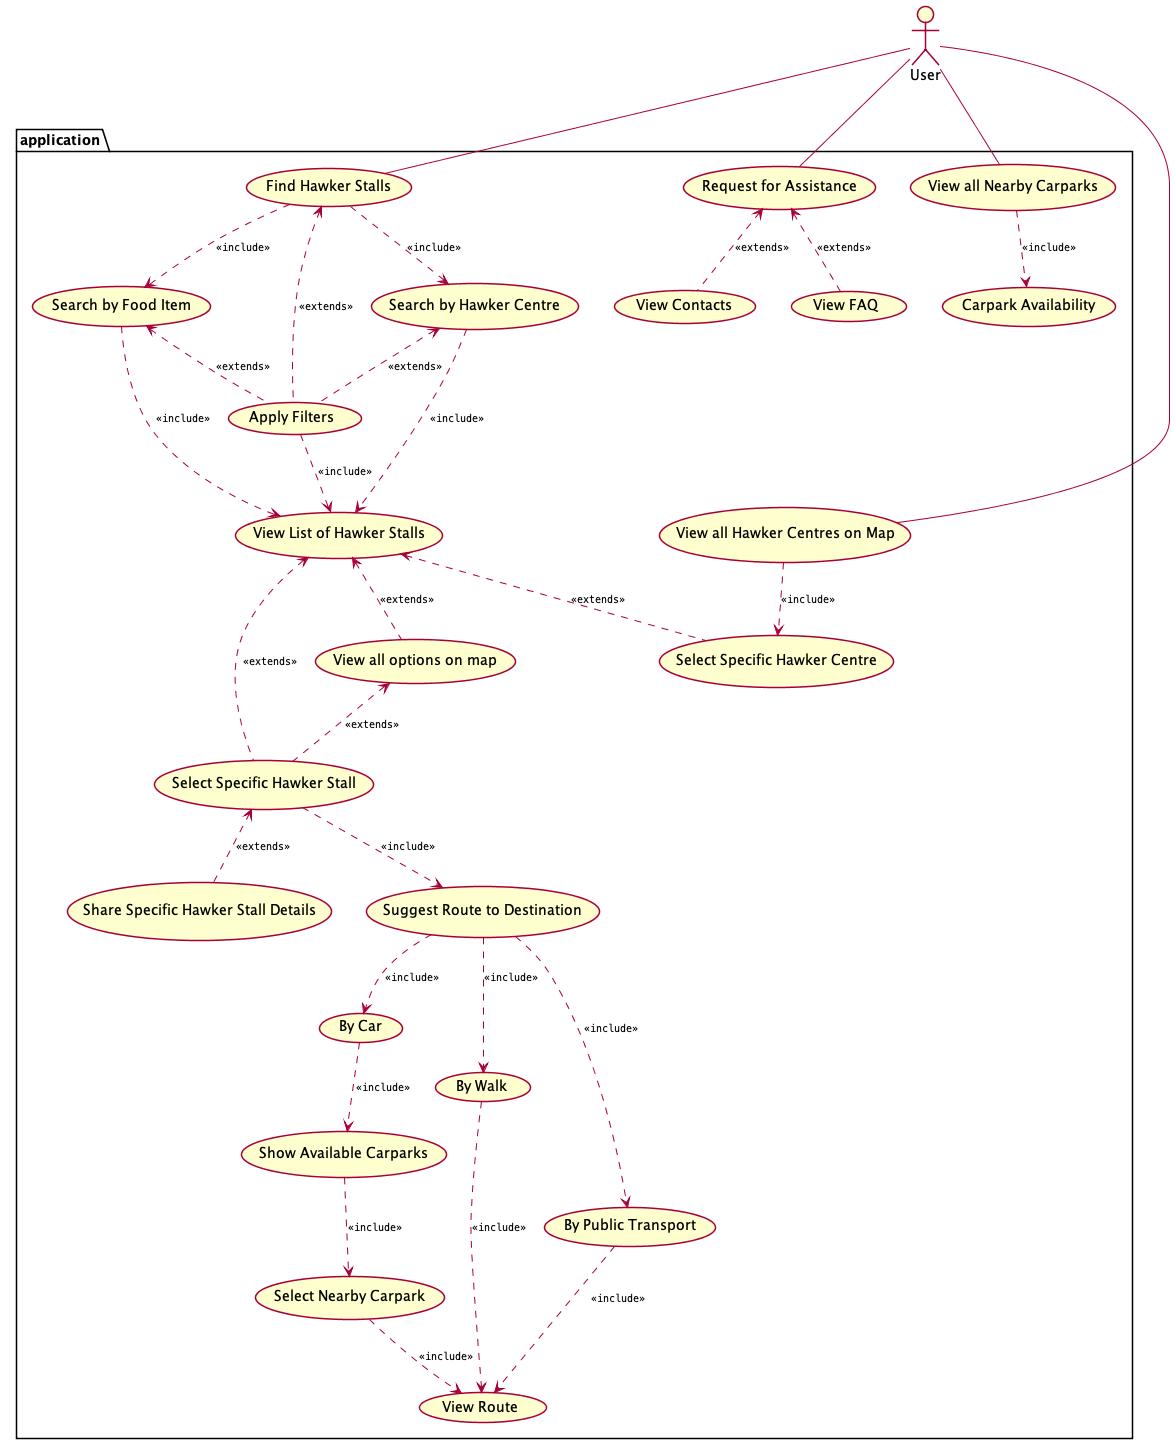 User
application
Find Hawker Stalls
Request for Assistance
View all Nearby Carparks
«include»
«include»
«extends»
«extends»
«include»
Search by Food Item
«extends»
Search by Hawker Centre
View Contacts
View FAQ
Carpark Availability
«extends»
«extends»
«include»
Apply Filters
«include»
«include»
View List of Hawker Stalls
View all Hawker Centres on Map
«extends»
«extends»
«include»
«extends»
View all options on map
Select Specific Hawker Centre
«extends»
Select Specific Hawker Stall
«extends»
«include»
Share Specific Hawker Stall Details
Suggest Route to Destination
«include»
«include»
«include»
By Car
«include»
By Walk
Show Available Carparks
«include»
«include»
By Public Transport
Select Nearby Carpark
«include»
«include»
View Route